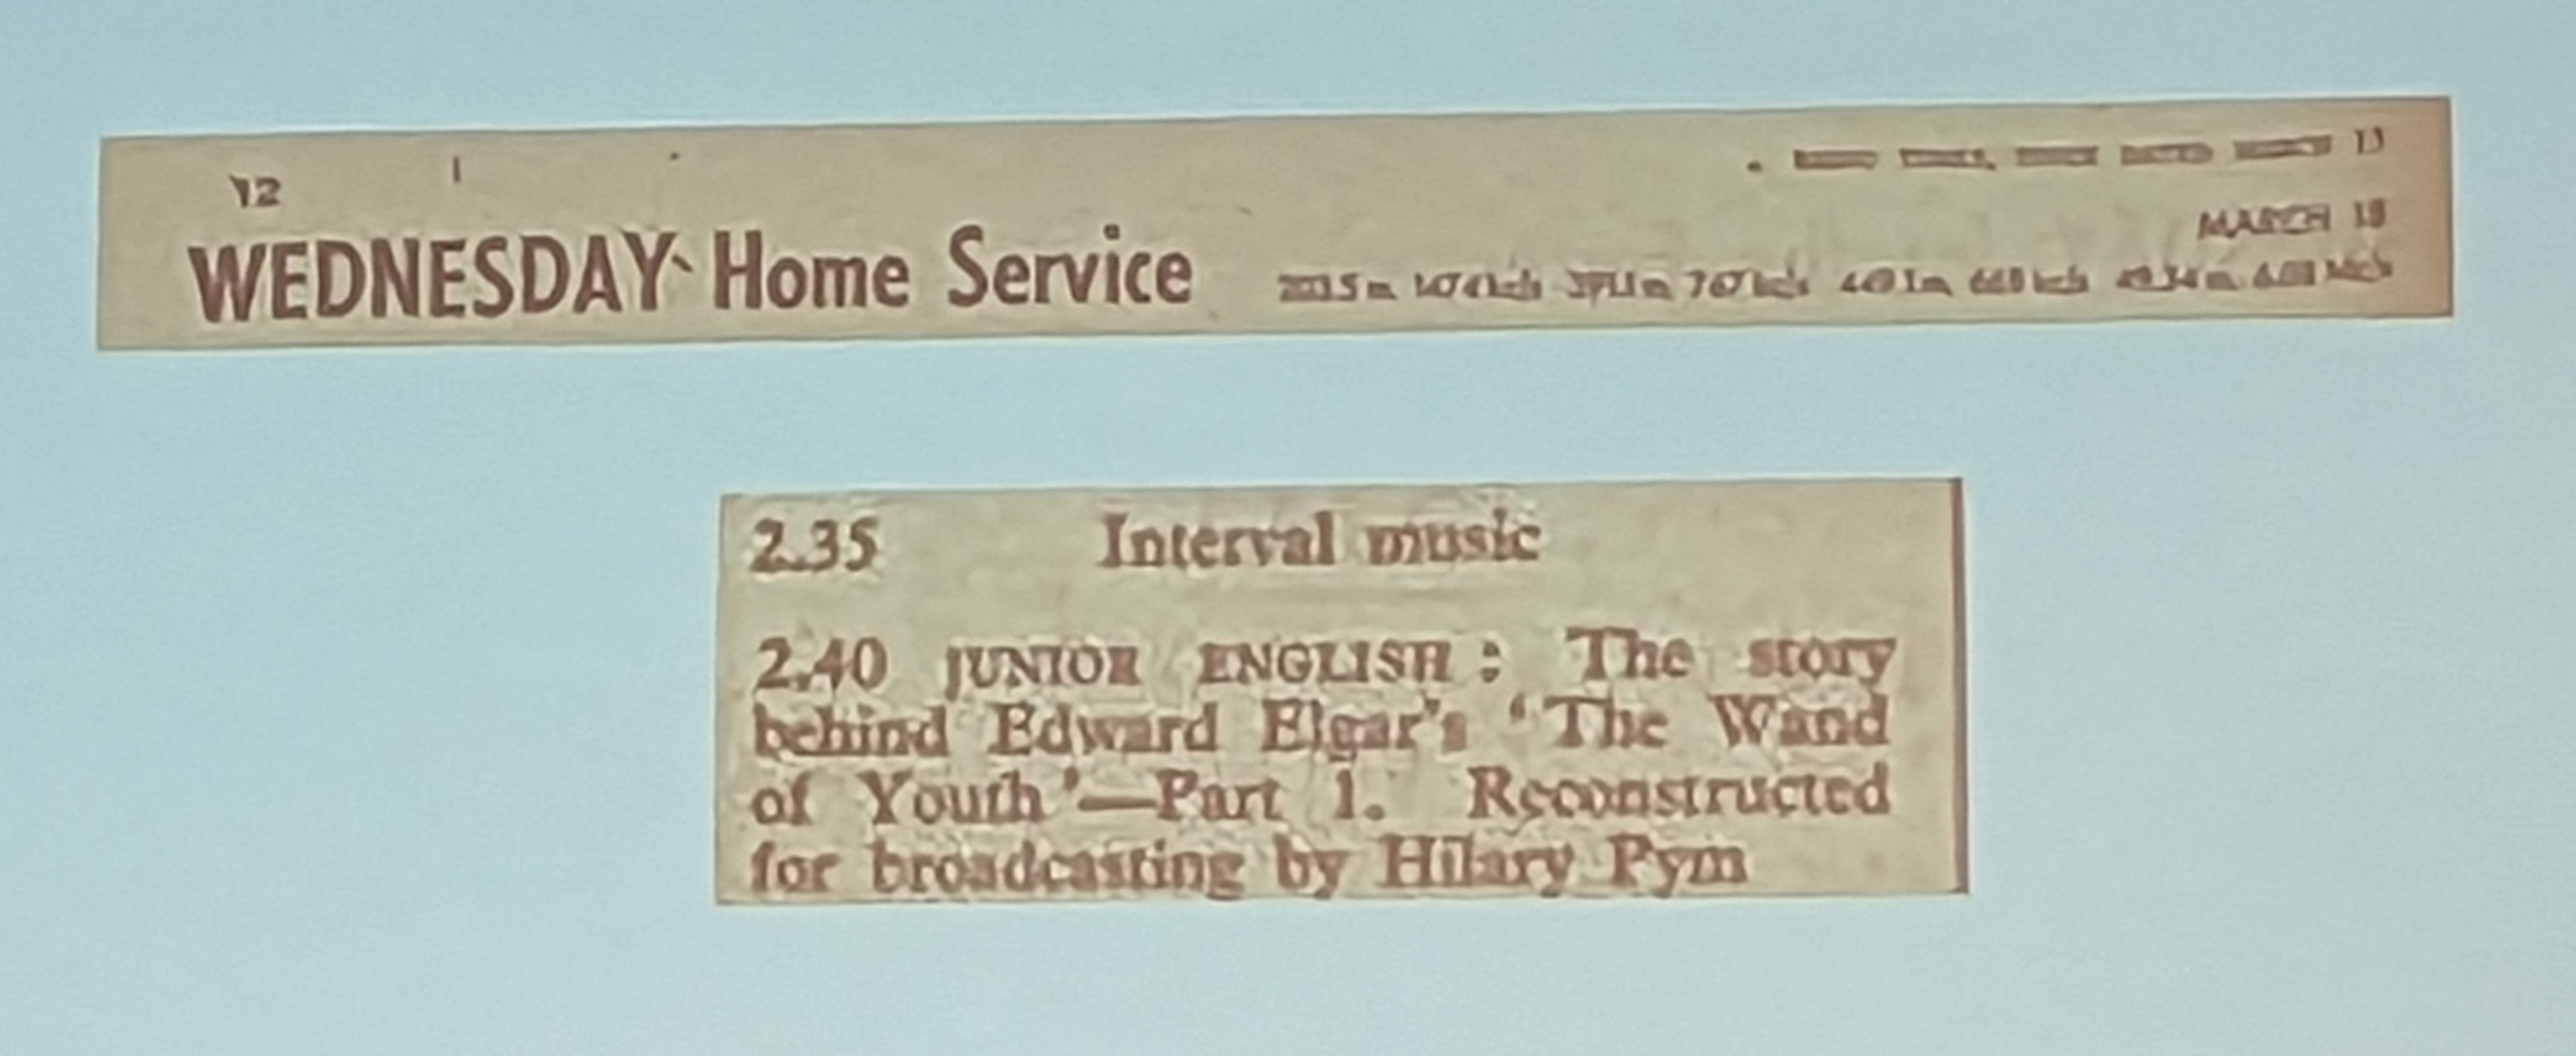 12
13
MARCH 18
WEDNESDAY Home Service
2.35 Interval music
2.40 JUNIOR ENGLISH: The story
behind Edward Elgar's 'The Wand
of Youth'—Part 1. Reconstructed
for broadcasting by Hilary Pym